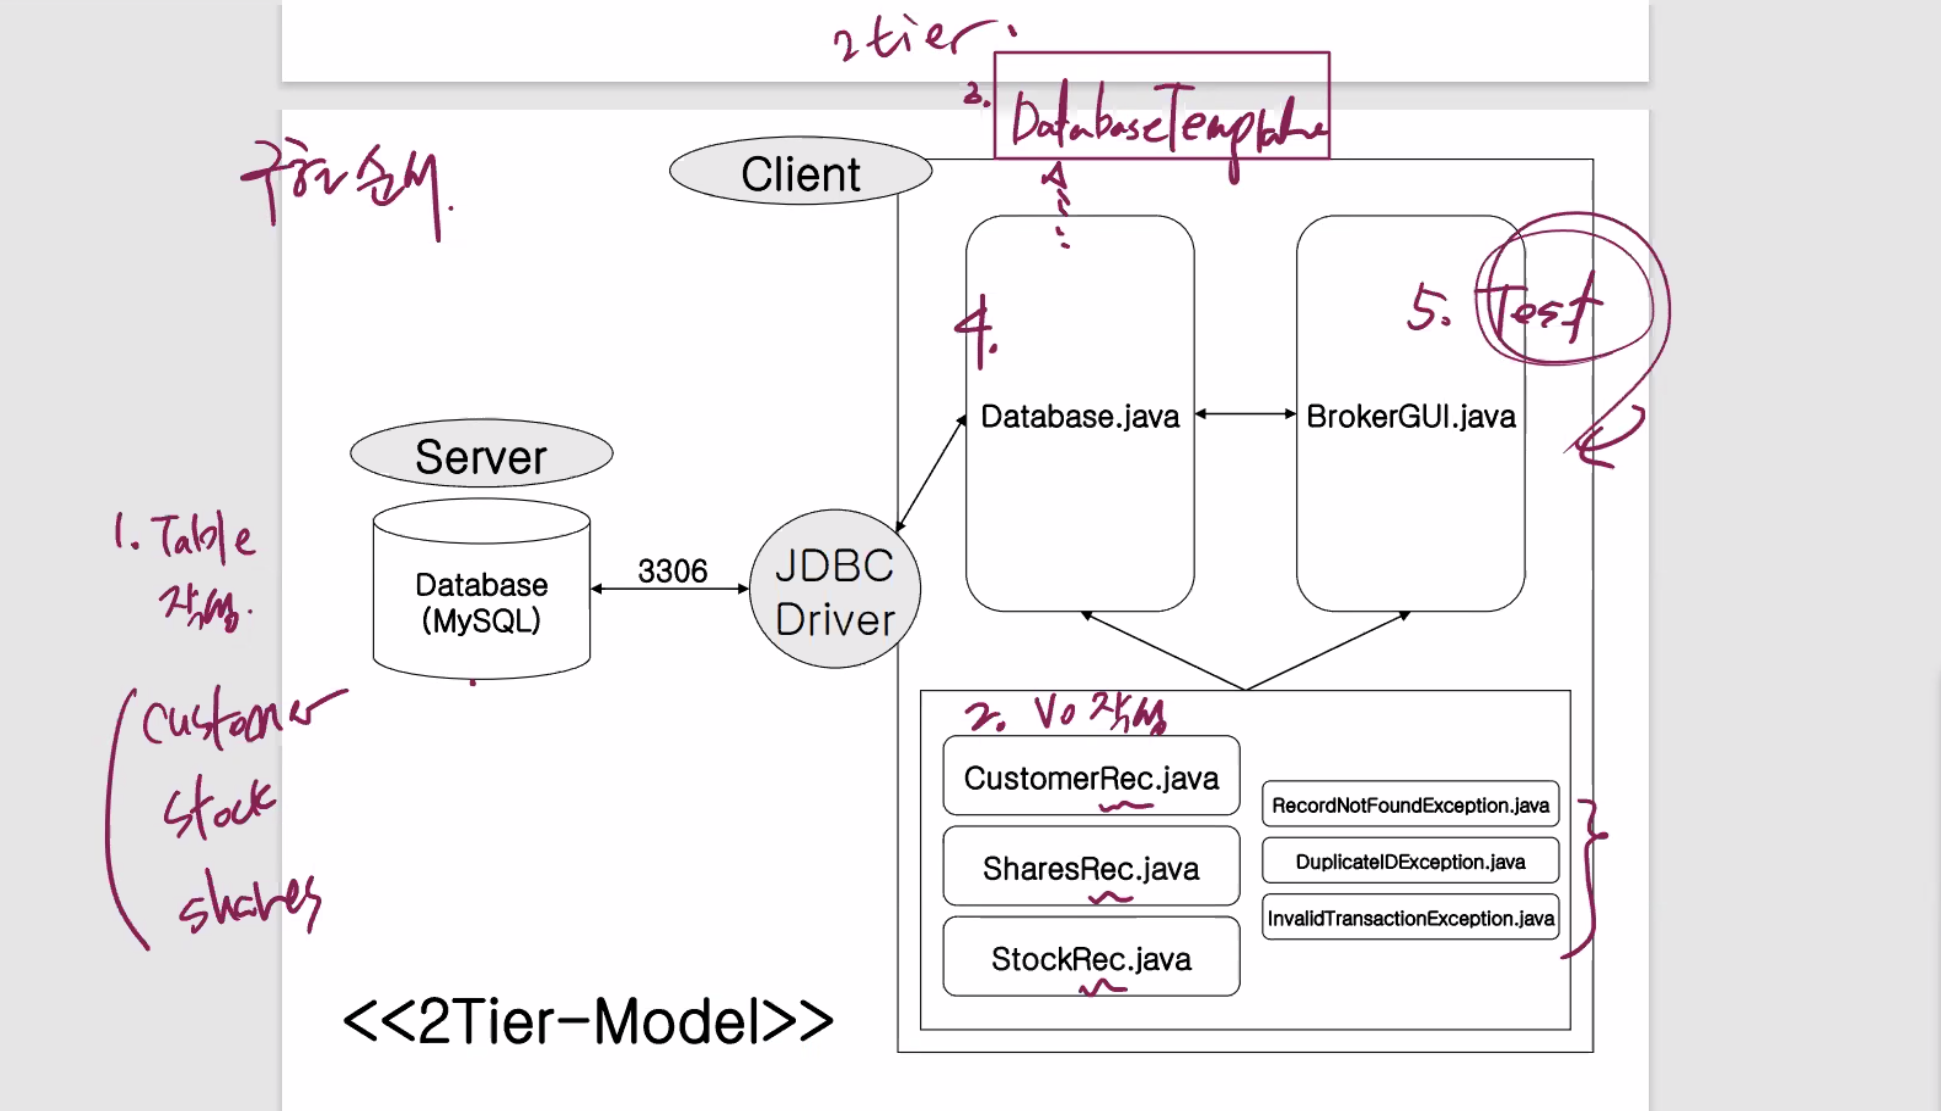 2 tier.
3. DatabaseTemplate
구현순서.
Client
4.
5. Test
Database.java
BrokerGUI.java
Server
1. Table
작성.
3306
JDBC
Driver
Database
(MySQL)
customer
stock
shares
2. Vo 작성
CustomerRec.java
SharesRec.java
StockRec.java
RecordNotFoundException.java
DuplicateIDException.java
InvalidTransactionException.java
<<2Tier-Model>>